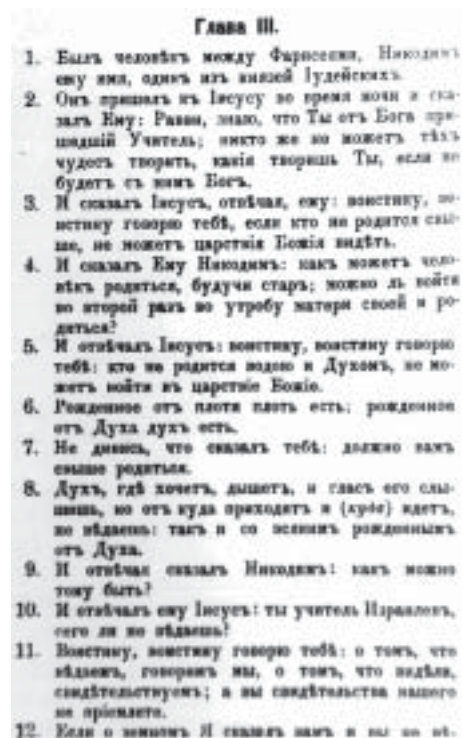 Глава III.
1. Былъ человѣкъ между Фарисеями, Никодимъ
ему имя, одинъ изъ князей Іудейскихъ.
2. Онъ пришелъ къ Іисусу во время ночи и ска-
залъ Ему: Равви, знаю, что Ты отъ Бога при-
шедшій Учитель; никто же не можетъ тѣхъ
чудесъ творить, какія творишь Ты, если не
будетъ съ нимъ Богъ.
3. И сказалъ Іисусъ, отвѣчая, ему: воистину, во-
истину говорю тебѣ, если кто не родится свы-
ше, не можетъ царствія Божія видѣть.
4. И сказалъ Ему Никодимъ: какъ можетъ чело-
вѣкъ родиться, будучи старъ; можно ль войти
во второй разъ во утробу матери своей и ро-
диться?
5. И отвѣчалъ Іисусъ: воистину, воистину говорю
тебѣ: кто не родится водою и Духомъ, не мо-
жетъ войти въ царствіе Божіе.
6. Рожденное отъ плоти плоть есть; рожденное
отъ Духа духъ есть.
7. Не дивись, что сказалъ тебѣ: должно вамъ
свыше родиться.
8. Духъ, гдѣ хочетъ, дышетъ, и гласъ его слы-
шишь, но отъ куда приходитъ и (куда) идетъ,
не вѣдаешь: такъ и со всякимъ рожденнымъ
отъ Духа.
9. И отвѣчая сказалъ Никодимъ: какъ можно
тому быть?
10. И отвѣчалъ ему Іисусъ: ты учитель Израилевъ,
сего ли не вѣдаешь?
11. Воистину, воистину говорю тебѣ: о томъ, что
вѣдаемъ, говоримъ мы, о томъ, что видѣли,
свидѣтельствуемъ; а вы свидѣтельства нашего
не пріемлете.
12. Если о земномъ Я сказалъ вамъ и вы не вѣ-